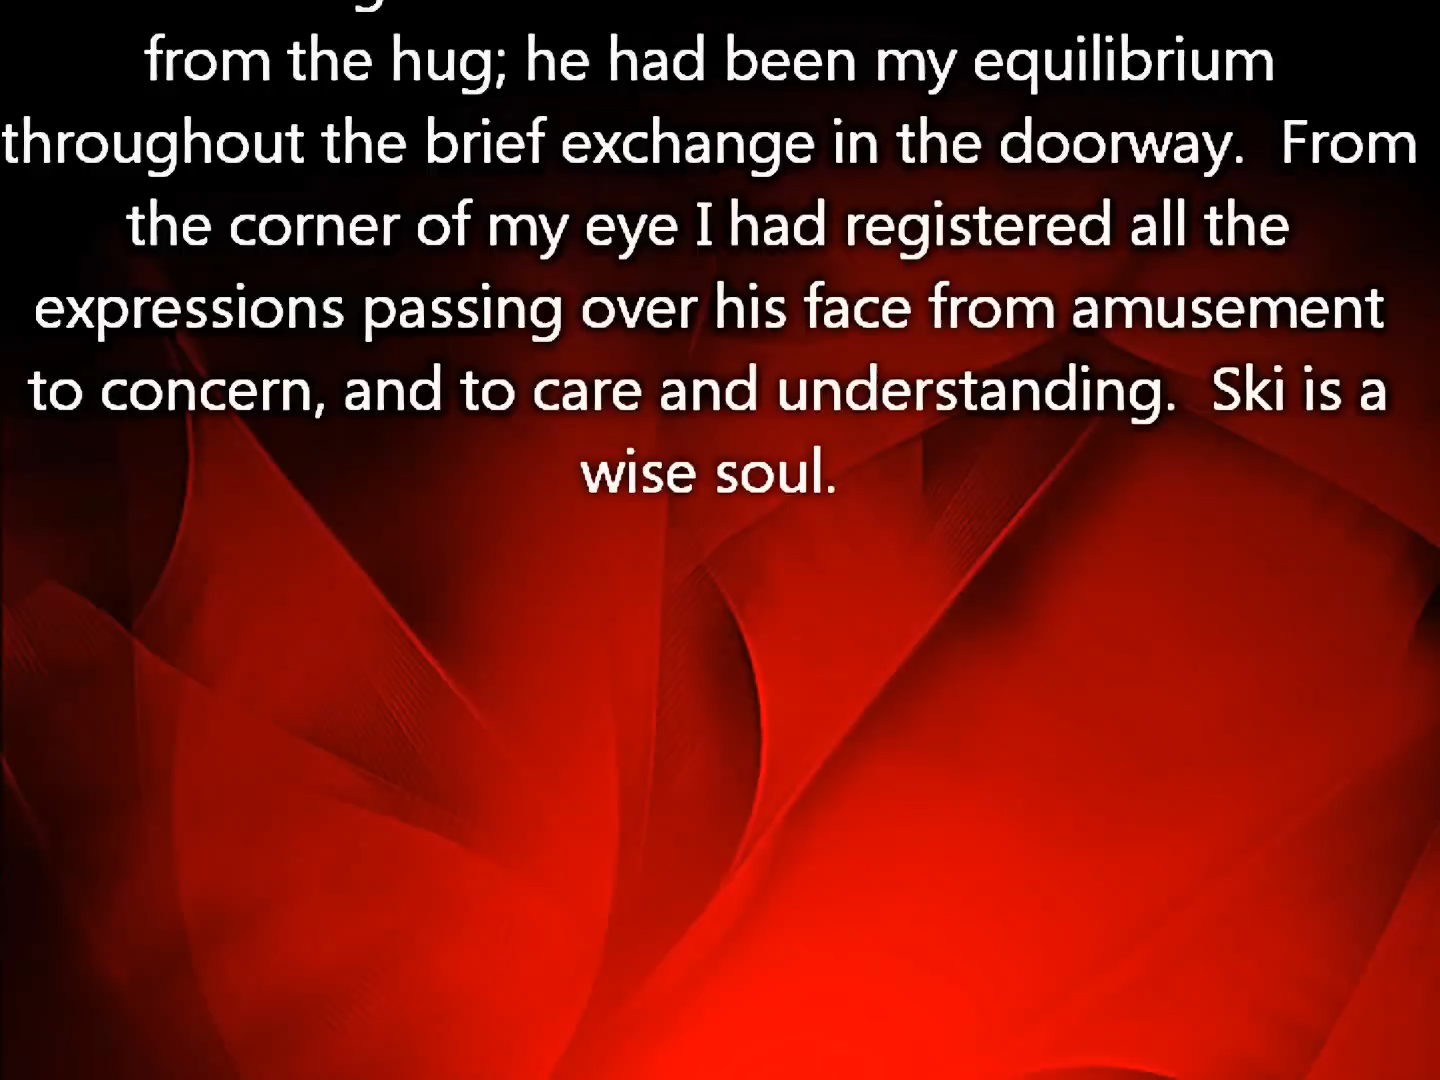 from the hug; he had been my equilibrium
throughout the brief exchange in the doorway.  From
the corner of my eye I had registered all the
expressions passing over his face from amusement
to concern, and to care and understanding.  Ski is a
wise soul.